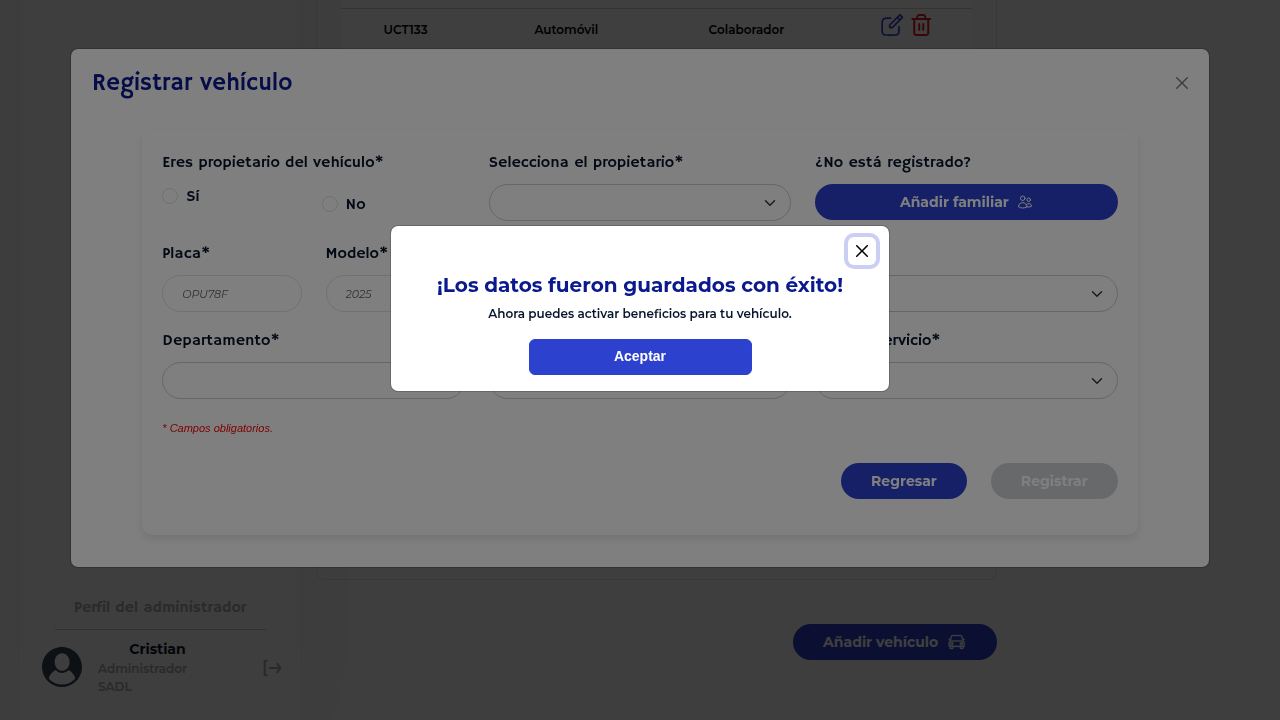 UCT133 Automóvil Colaborador
Registrar vehículo
Eres propietario del vehículo* Selecciona el propietario* ¿No está registrado?
Sí No Añadir familiar
Placa* Modelo*
OPU78F 2025
¡Los datos fueron guardados con éxito!
Ahora puedes activar beneficios para tu vehículo.
Aceptar
Departamento*
* Campos obligatorios.
Regresar Registrar
Perfil del administrador
Cristian
Administrador
SADL
Añadir vehículo